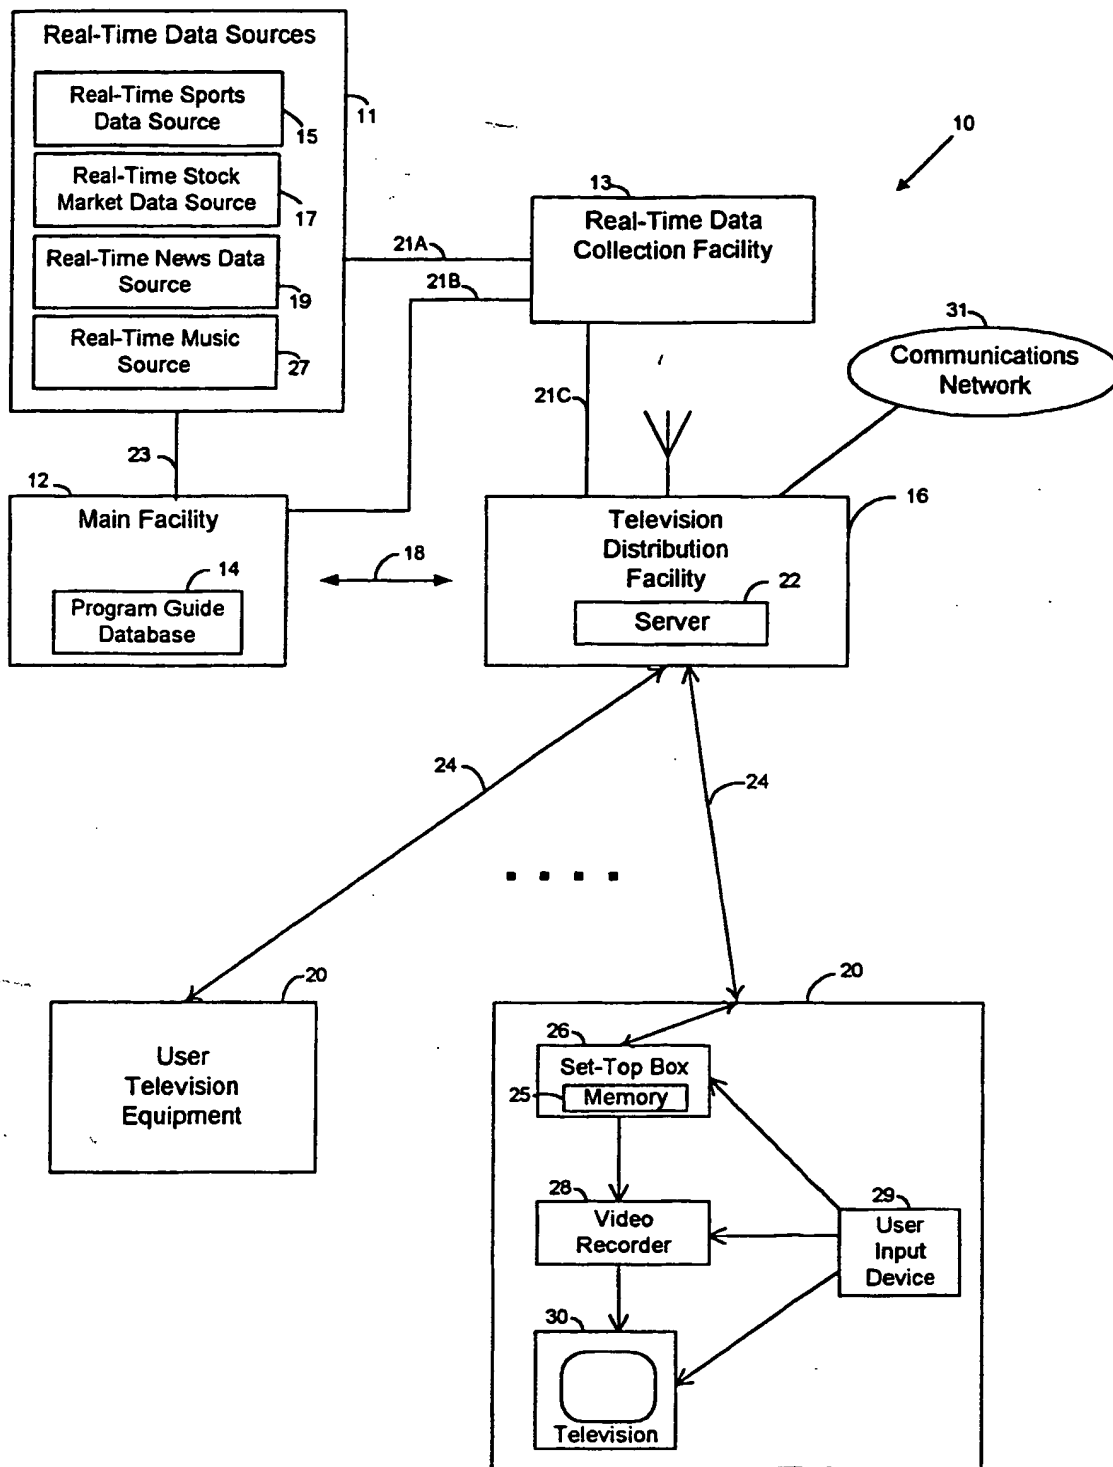 Real-Time Data Sources
Real-Time Sports
Data Source
15
11
Real-Time Stock
Market Data Source
17
Real-Time News Data
Source
19
Real-Time Music
Source
27
10
13
Real-Time Data
Collection Facility
21A
21B
21C
31
Communications
Network
23
12
Main Facility
14
Program Guide
Database
18
16
Television
Distribution
Facility
22
Server
24
24
20
User
Television
Equipment
20
26
Set-Top Box
25
Memory
28
Video
Recorder
29
User
Input
Device
30
Television